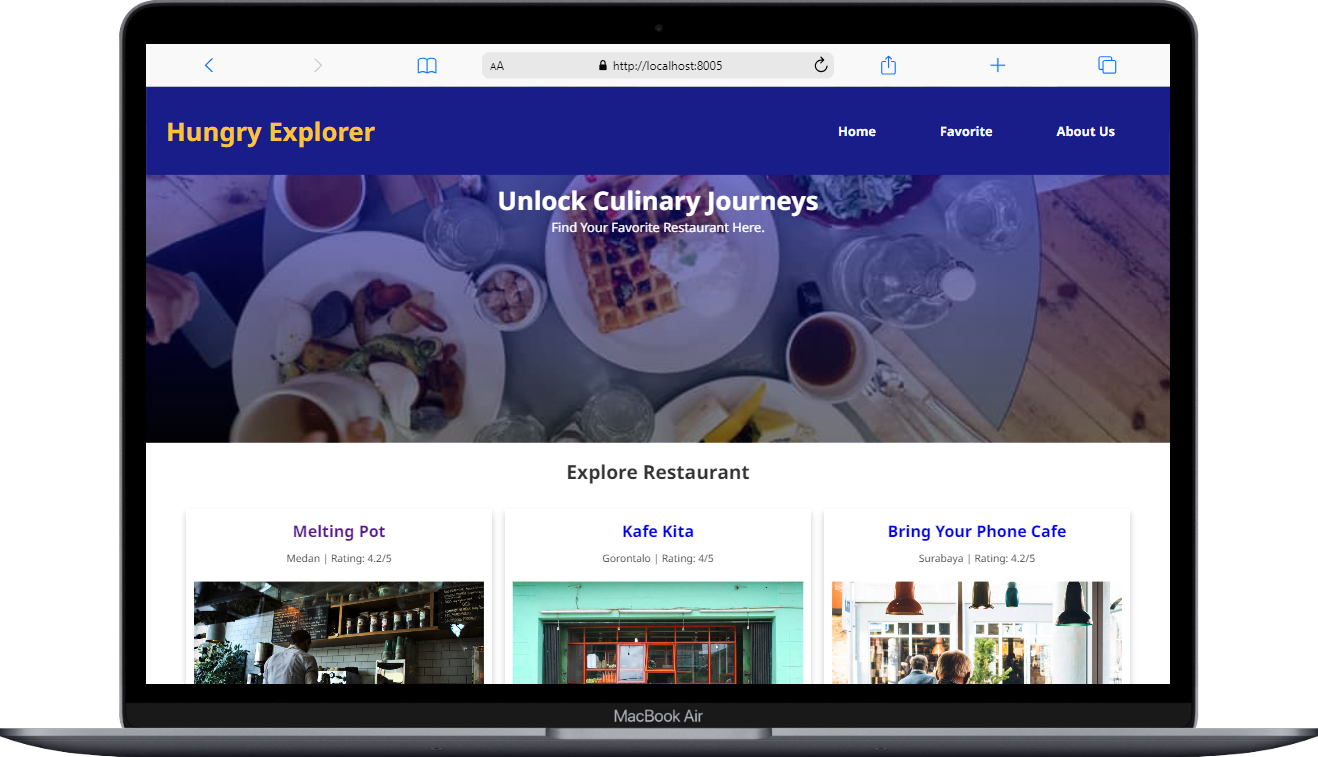 AA http://localhost:8005
Hungry Explorer Home Favorite About Us
Unlock Culinary Journeys
Find Your Favorite Restaurant Here.
Explore Restaurant
Melting Pot Kafe Kita Bring Your Phone Cafe
Medan | Rating: 4.2/5 Gorontalo | Rating: 4/5 Surabaya | Rating: 4.2/5
MacBook Air